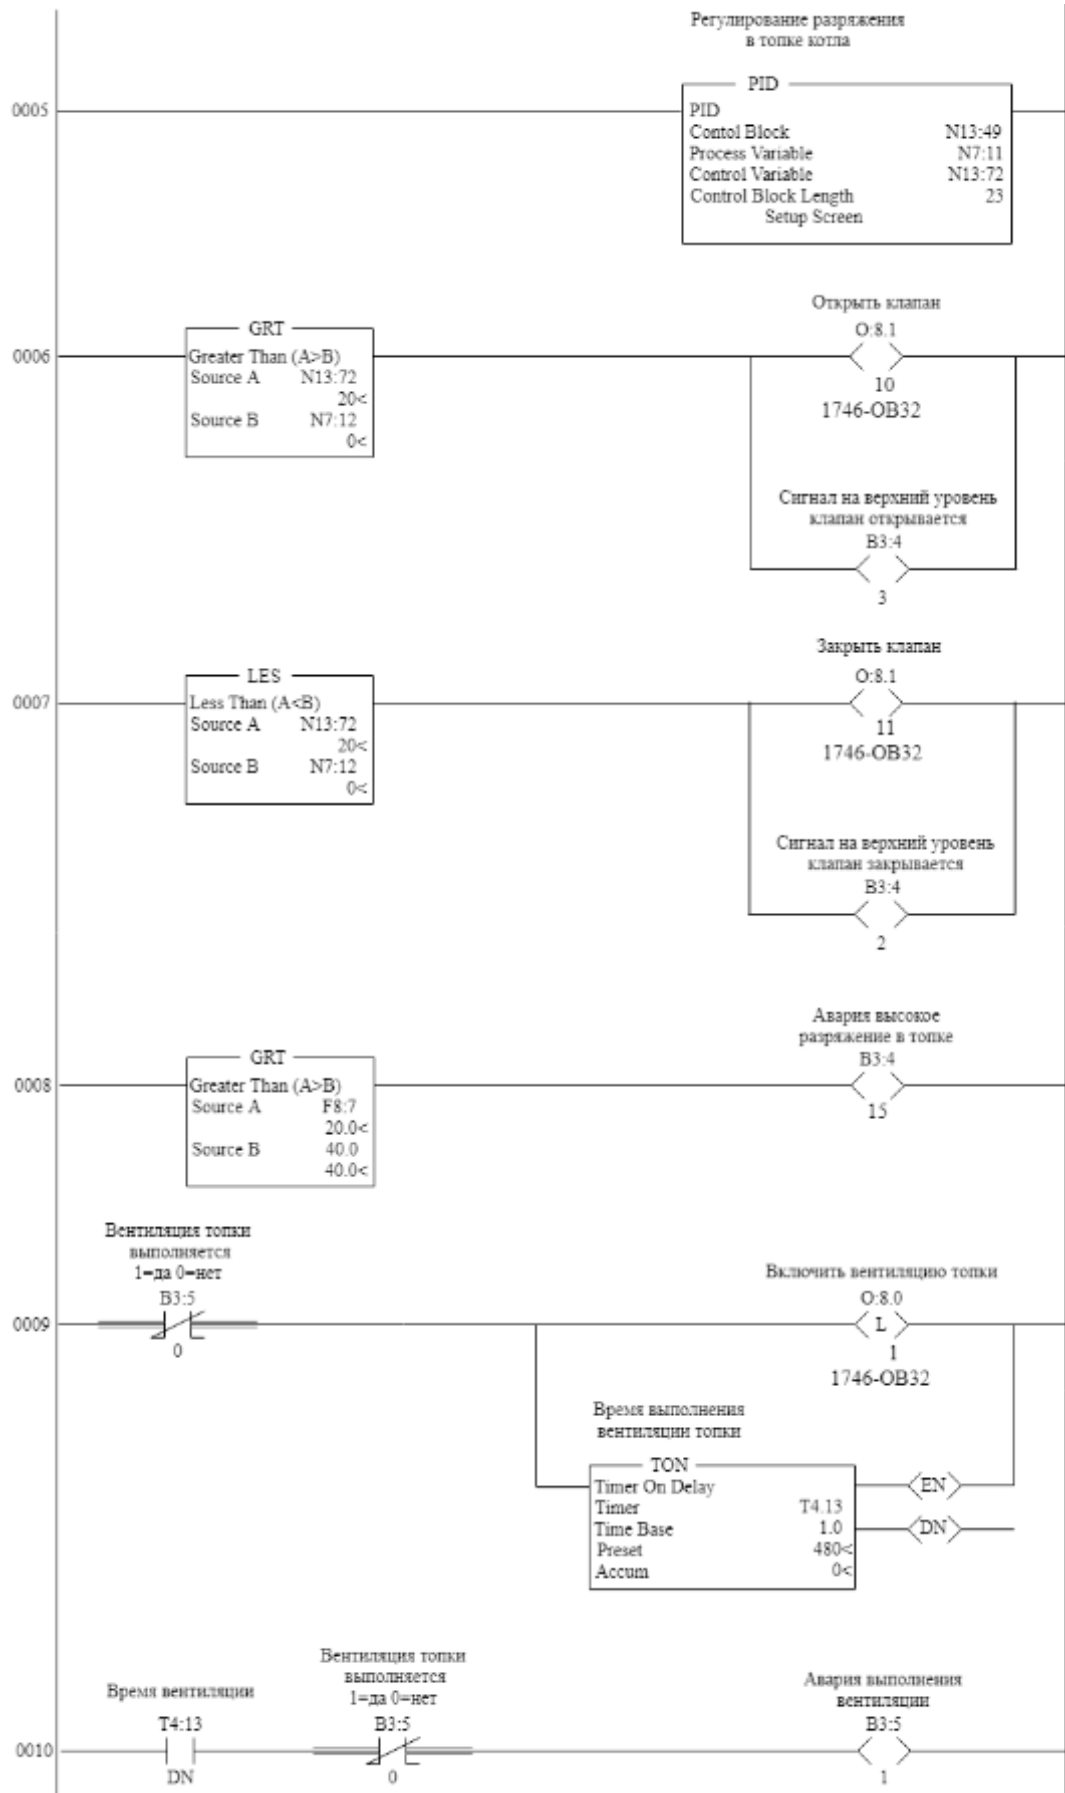 Регулирование разряжения
в топке котла
PID
0005
PID
Contol Block N13:49
Process Variable N7:11
Control Variable N13:72
Control Block Length 23
Setup Screen
Открыть клапан
GRT
O:8.1
0006
Greater Than (A>B)
Source A N13:72
20<
Source B N7:12
0<
10
1746-OB32
Сигнал на верхний уровень
клапан открывается
B3:4
3
Закрыть клапан
LES
O:8.1
0007
Less Than (A<B)
Source A N13:72
20<
Source B N7:12
0<
11
1746-OB32
Сигнал на верхний уровень
клапан закрывается
B3:4
2
Авария высокое
разряжение в топке
GRT
B3:4
0008
Greater Than (A>B)
Source A F8:7
20.0<
Source B 40.0
40.0<
15
Вентиляция топки
выполняется
1=да 0=нет
B3:5
Включить вентиляцию топки
O:8.0
0009
L
0
1
1746-OB32
Время выполнения
вентиляции топки
TON
Timer On Delay
Timer T4.13
Time Base 1.0
Preset 480<
Accum 0<
EN
DN
Время вентиляции
T4:13
Вентиляция топки
выполняется
1=да 0=нет
B3:5
Авария выполнения
вентиляции
B3:5
0010
DN
0
1